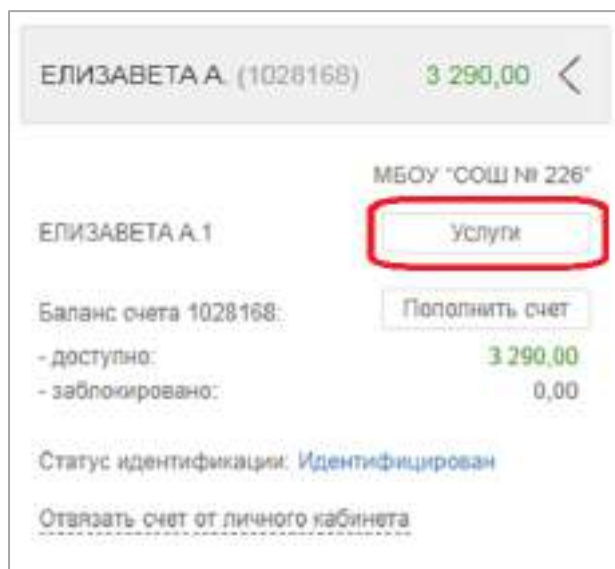 ЕЛИЗАВЕТА А. (1028168) 3 290,00
МБОУ "СОШ № 226"
ЕЛИЗАВЕТА А.1 Услуги
Баланс счета 1028168: Пополнить счет
- доступно: 3 290,00
- заблокировано: 0,00
Статус идентификации: Идентифицирован
Отвязать счет от личного кабинета